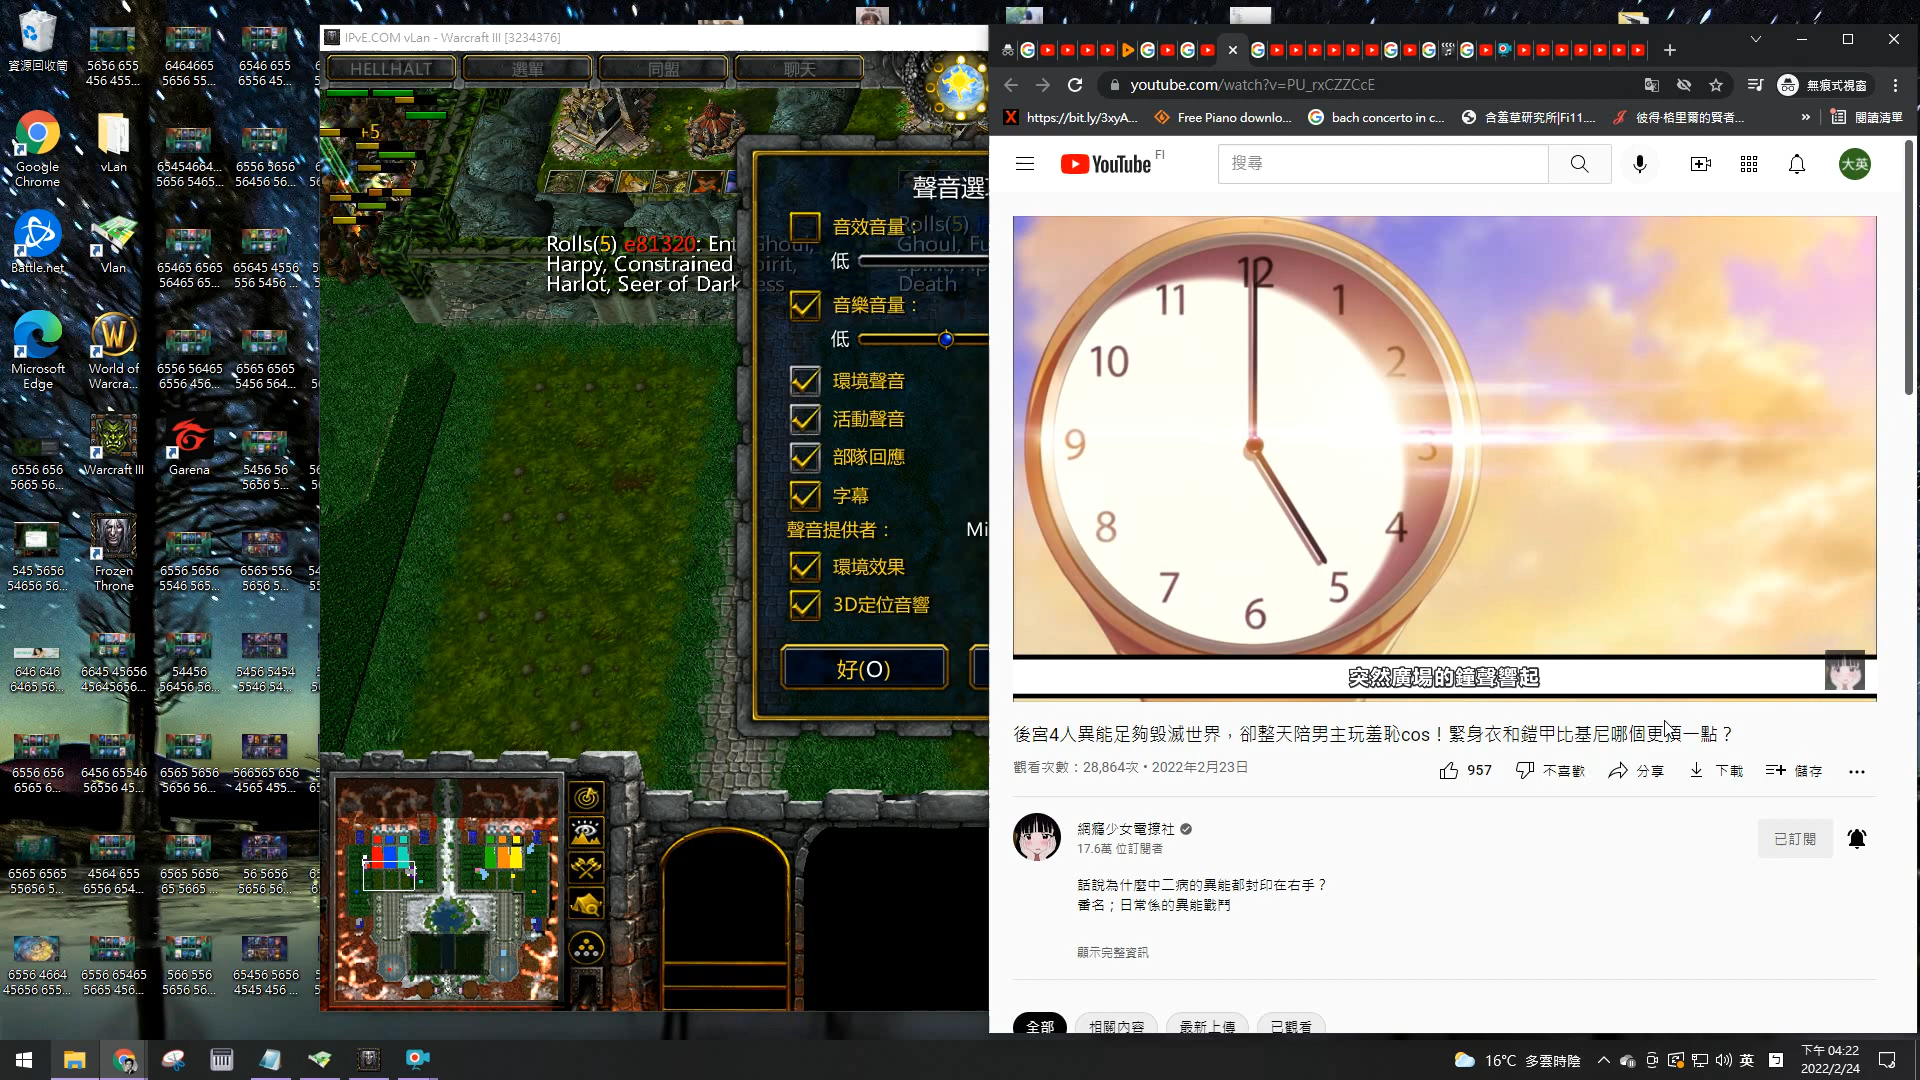 資源回收筒
5656 655
456 455...
6464665
5656 55...
6546 655
6556 45...
Google
Chrome
vLan
65454664...
5656 5465...
6556 5656
56456 56...
Battle.net
Vlan
65465 6565
56465 65...
65645 4556
556 5456 ...
Microsoft
Edge
World of
Warcra...
6556 56465
6556 456...
6565 6565
5456 564...
6556 656
5665 56...
Warcraft III
Garena
5456 56
5656 5...
545 5656
54656 56...
Frozen
Throne
6556 5656
5546 565...
6565 556
5656 5...
646 646
6465 56...
6645 45656
45645656...
54456
56456 56...
5456 5454
5546 54...
6556 656
6565 6...
6456 65546
56556 45...
6565 5656
5656 56...
566565 656
4565 455...
6565 6565
55656 5...
4564 655
6556 654...
6565 5656
65 5665...
56 5656
5656 56...
6556 4664
45656 655...
6556 65465
5665 456...
566 556
5656 56...
65456 5656
4545 456 ...
IPvE.COM vLan - Warcraft III [3234376]
HELLHALT
選單
同盟
聊天
+5
Rolls(5) e81320: Ent
Harpy, Constrained
Harlot, Seer of Dark
聲音選
音效音量：
低
音樂音量：
低
環境聲音
活動聲音
部隊回應
字幕
聲音提供者：
Mi
環境效果
3D定位音響
好(O)
youtube.com/watch?v=PU_rxCZZCcE
無痕式視窗
https://bit.ly/3xyA...
Free Piano downlo...
bach concerto in c...
含羞草研究所|Fi11....
彼得·格里爾的賢者...
»
閱讀清單
YouTube FI
搜尋
大英
12
11
1
10
2
9
3
8
4
7
5
6
突然廣場的鐘聲響起
後宮4人異能足夠毀滅世界，卻整天陪男主玩羞恥cos！緊身衣和鎧甲比基尼哪個更頂一點？
觀看次數：28,864次・2022年2月23日
957
不喜歡
分享
下載
儲存
網癮少女電撩社
17.6萬 位訂閱者
已訂閱
話說為什麼中二病的異能都封印在右手？
番名；日常係的異能戰鬥
顯示完整資訊
全部
相關內容
最新上傳
已觀看
16°C 多雲時陰
英
下午 04:22
2022/2/24